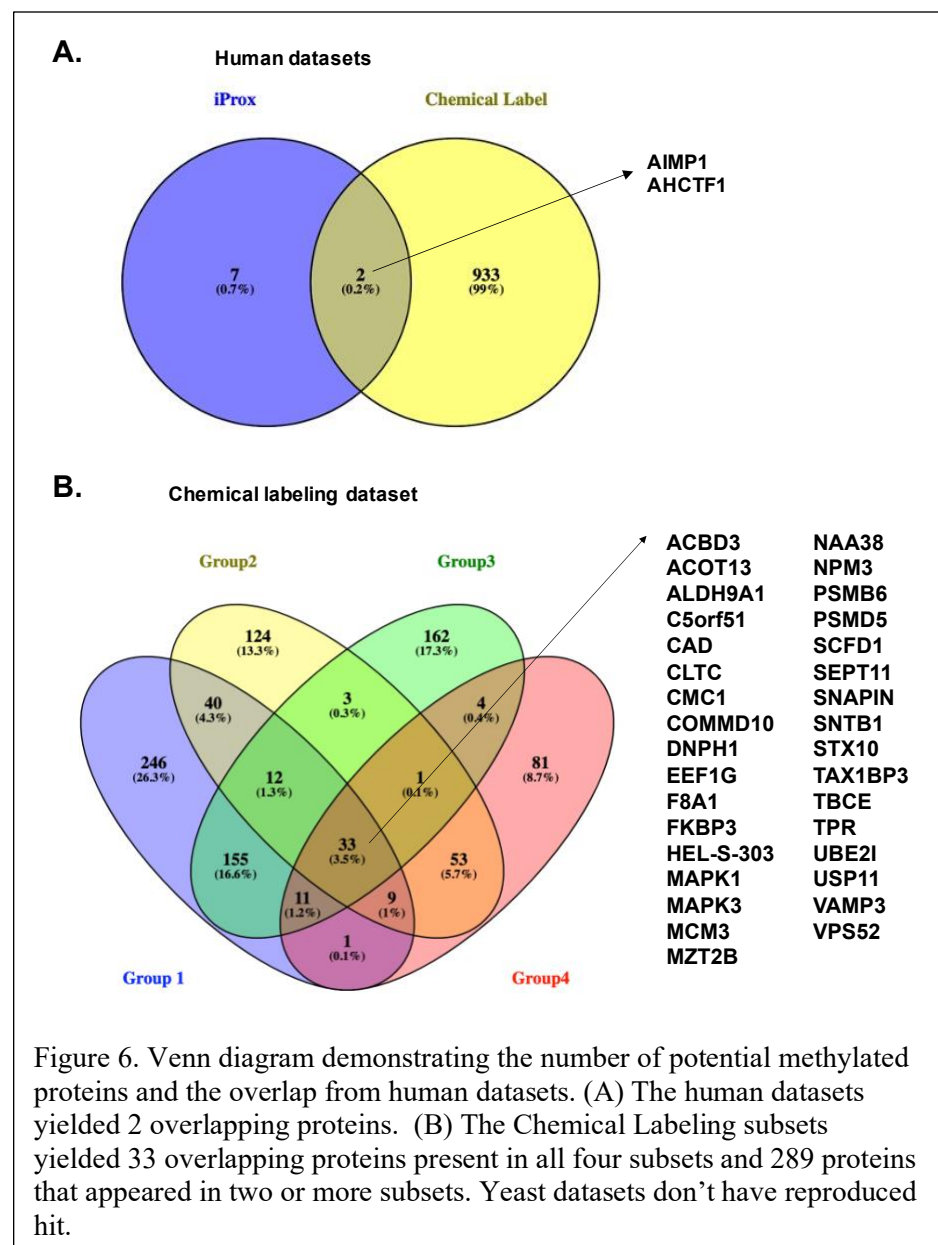 A.
Human datasets
iProx
Chemical Label
AIMP1
AHCTF1
7
(0.7%)
2
(0.2%)
933
(99%)
B.
Chemical labeling dataset
Group2
Group3
124
(13.3%)
162
(17.3%)
40
(4.3%)
3
(0.3%)
4
(0.4%)
246
(26.3%)
12
(1.3%)
1
(0.1%)
81
(8.7%)
33
(3.5%)
155
(16.6%)
53
(5.7%)
11
(1.2%)
9
(1%)
1
(0.1%)
Group 1
Group4
ACBD3
ACOT13
ALDH9A1
C5orf51
CAD
CLTC
CMC1
COMMD10
DNPH1
EEF1G
F8A1
FKBP3
HEL-S-303
MAPK1
MAPK3
MCM3
MZT2B
NAA38
NPM3
PSMB6
PSMD5
SCFD1
SEPT11
SNAPIN
SNTB1
STX10
TAX1BP3
TBCE
TPR
UBE2I
USP11
VAMP3
VPS52
Figure 6. Venn diagram demonstrating the number of potential methylated
proteins and the overlap from human datasets. (A) The human datasets
yielded 2 overlapping proteins. (B) The Chemical Labeling subsets
yielded 33 overlapping proteins present in all four subsets and 289 proteins
that appeared in two or more subsets. Yeast datasets don't have reproduced
hit.